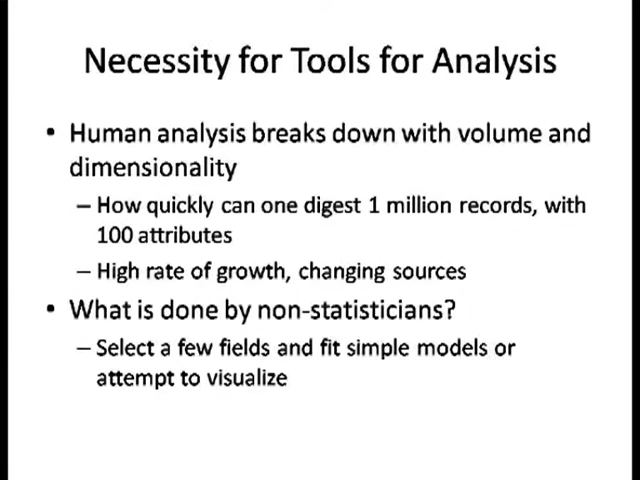 Necessity for Tools for Analysis
• Human analysis breaks down with volume and
dimensionality
– How quickly can one digest 1 million records, with
100 attributes
– High rate of growth, changing sources
• What is done by non-statisticians?
– Select a few fields and fit simple models or
attempt to visualize